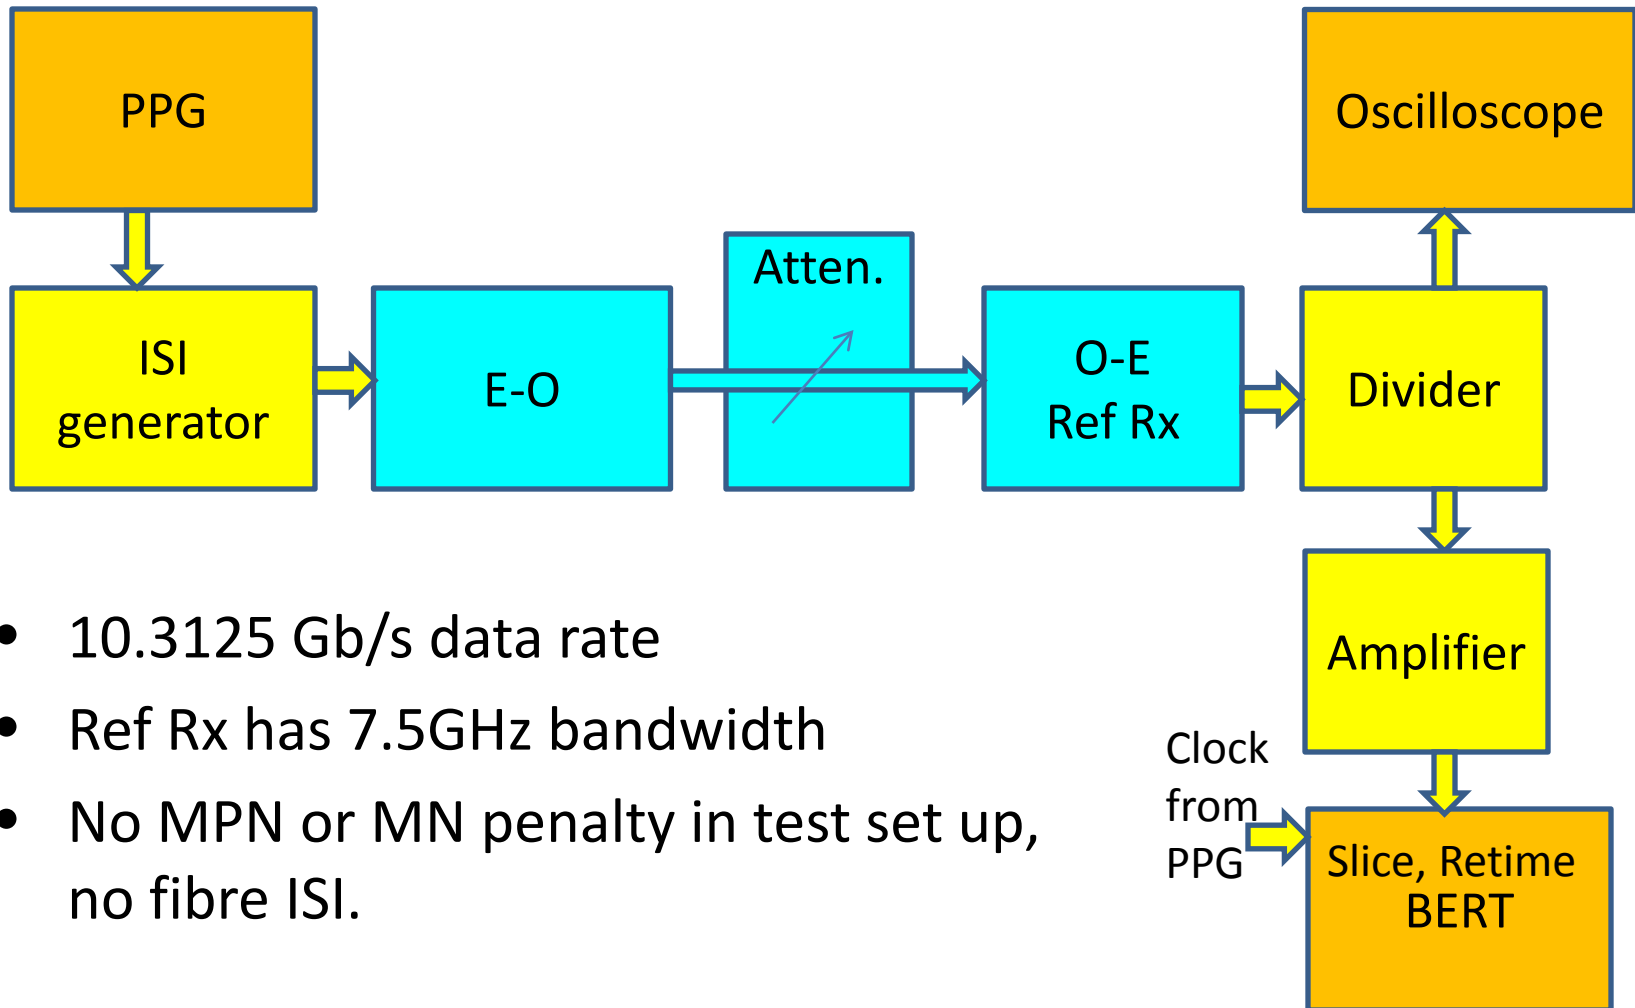 PPG
Oscilloscope
Atten.
ISI
generator
E-O
O-E
Ref Rx
Divider
Amplifier
• 10.3125 Gb/s data rate
• Ref Rx has 7.5GHz bandwidth
• No MPN or MN penalty in test set up,
no fibre ISI.
Clock
from
PPG
Slice, Retime
BERT